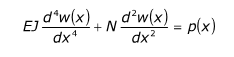 EJ d⁴w(x)/dx⁴ + N d²w(x)/dx² = p(x)